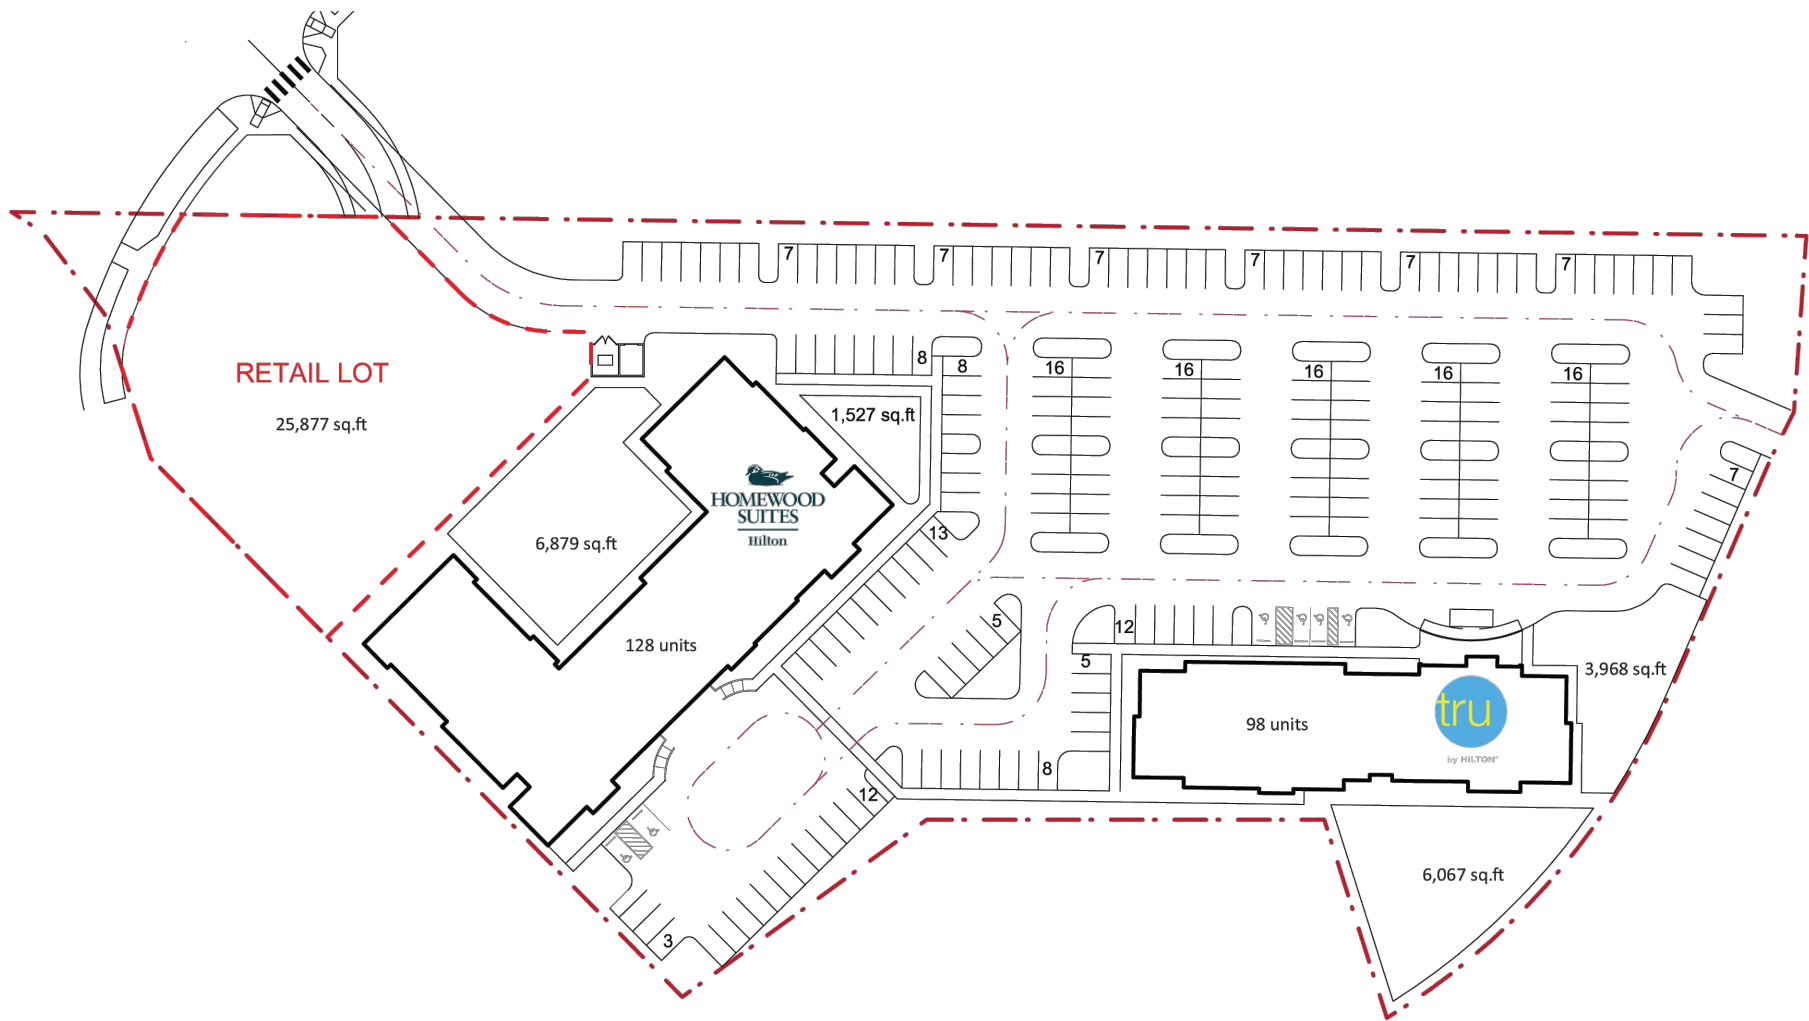 7
7
7
7
7
7
8
8
16
16
16
16
16
RETAIL LOT
25,877 sq.ft
1,527 sq.ft
7
HOMEWOOD
SUITES
Hilton
13
6,879 sq.ft
128 units
5
12
5
3,968 sq.ft
98 units
tru
by HILTON
8
12
6,067 sq.ft
3